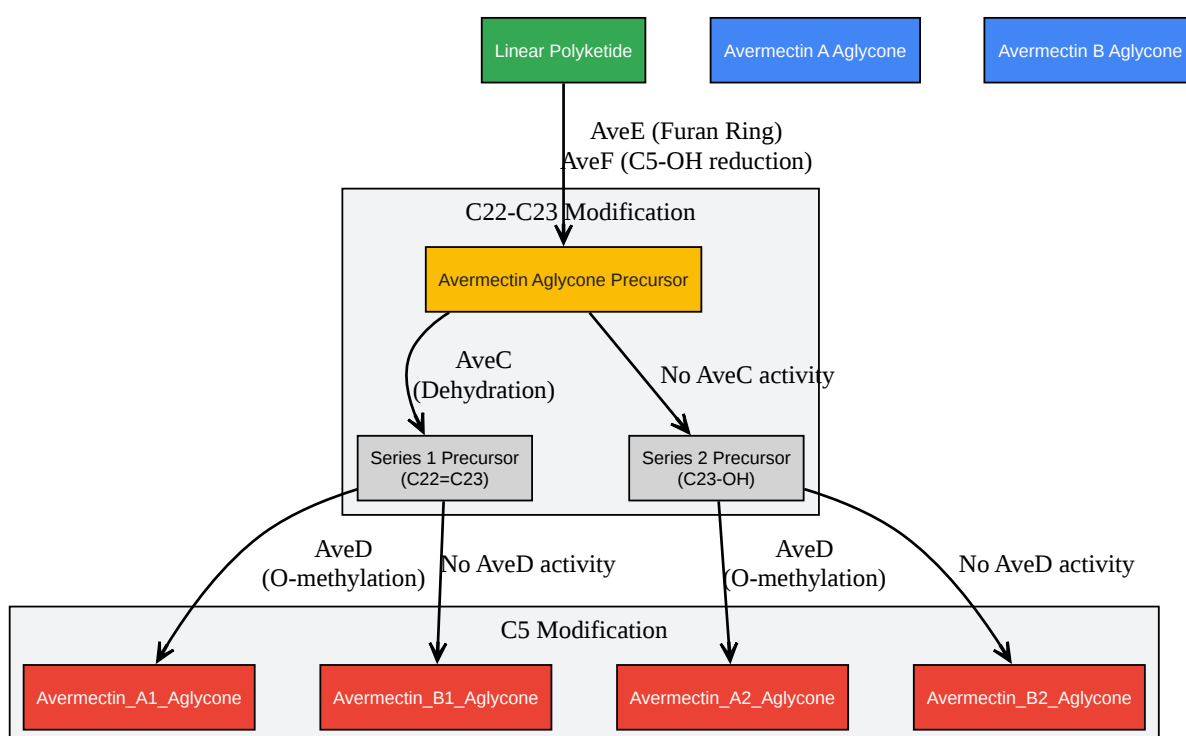 Linear Polyketide
Avermectin A Aglycone
Avermectin B Aglycone
AveE (Furan Ring)
AveF (C5-OH reduction)
C22-C23 Modification
Avermectin Aglycone Precursor
AveC
(Dehydration)
No AveC activity
Series 1 Precursor
(C22=C23)
Series 2 Precursor
(C23-OH)
AveD
(O-methylation)
No AveD activity
AveD
(O-methylation)
No AveD activity
C5 Modification
Avermectin_A1_Aglycone
Avermectin_B1_Aglycone
Avermectin_A2_Aglycone
Avermectin_B2_Aglycone